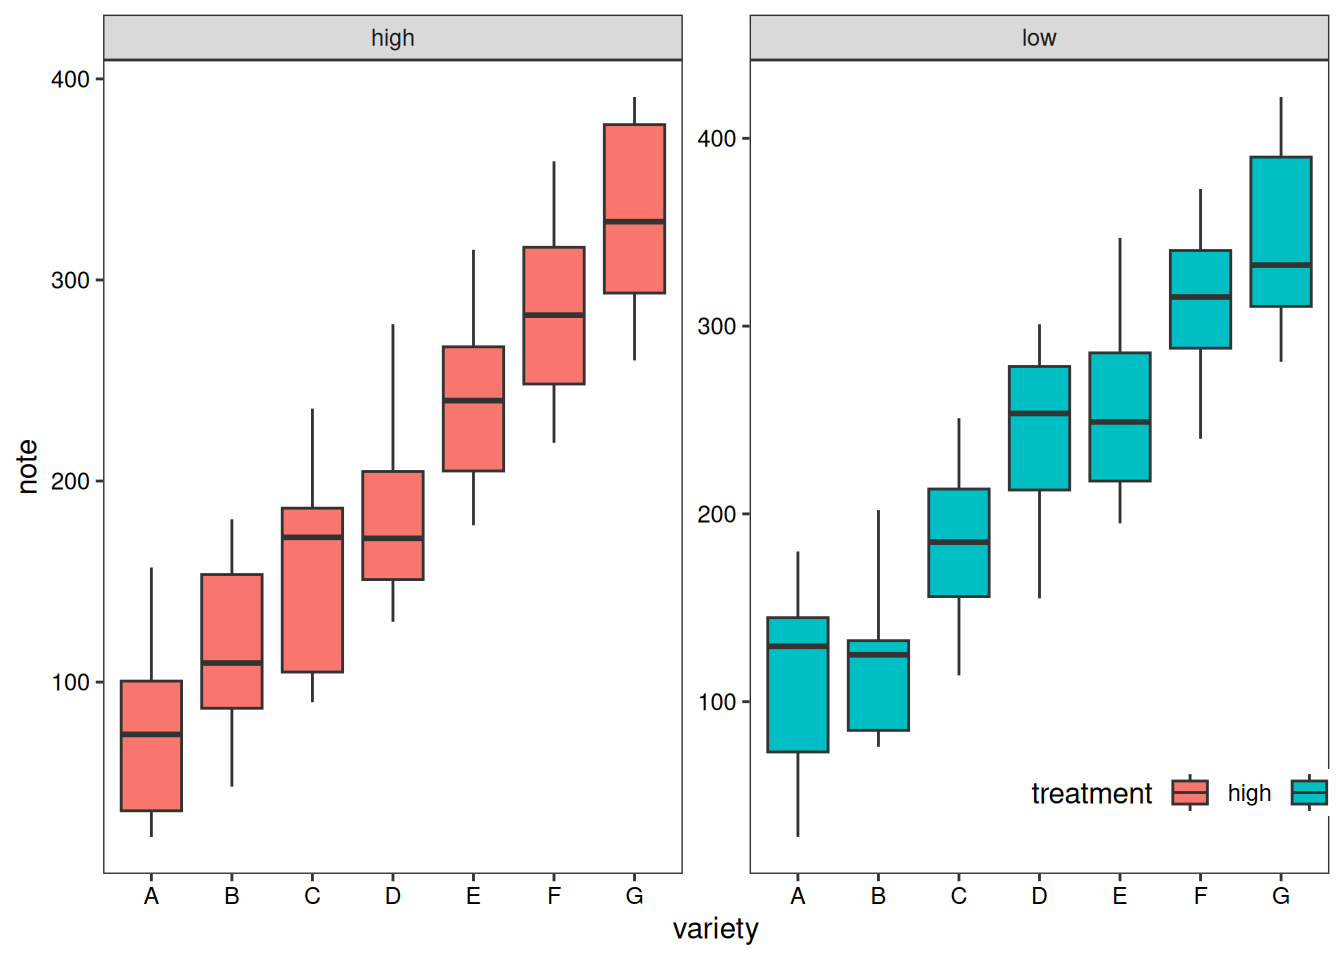 high
low
note
400
300
200
100
400
300
200
100
treatment high
A B C D E F G
A B C D E F G
variety